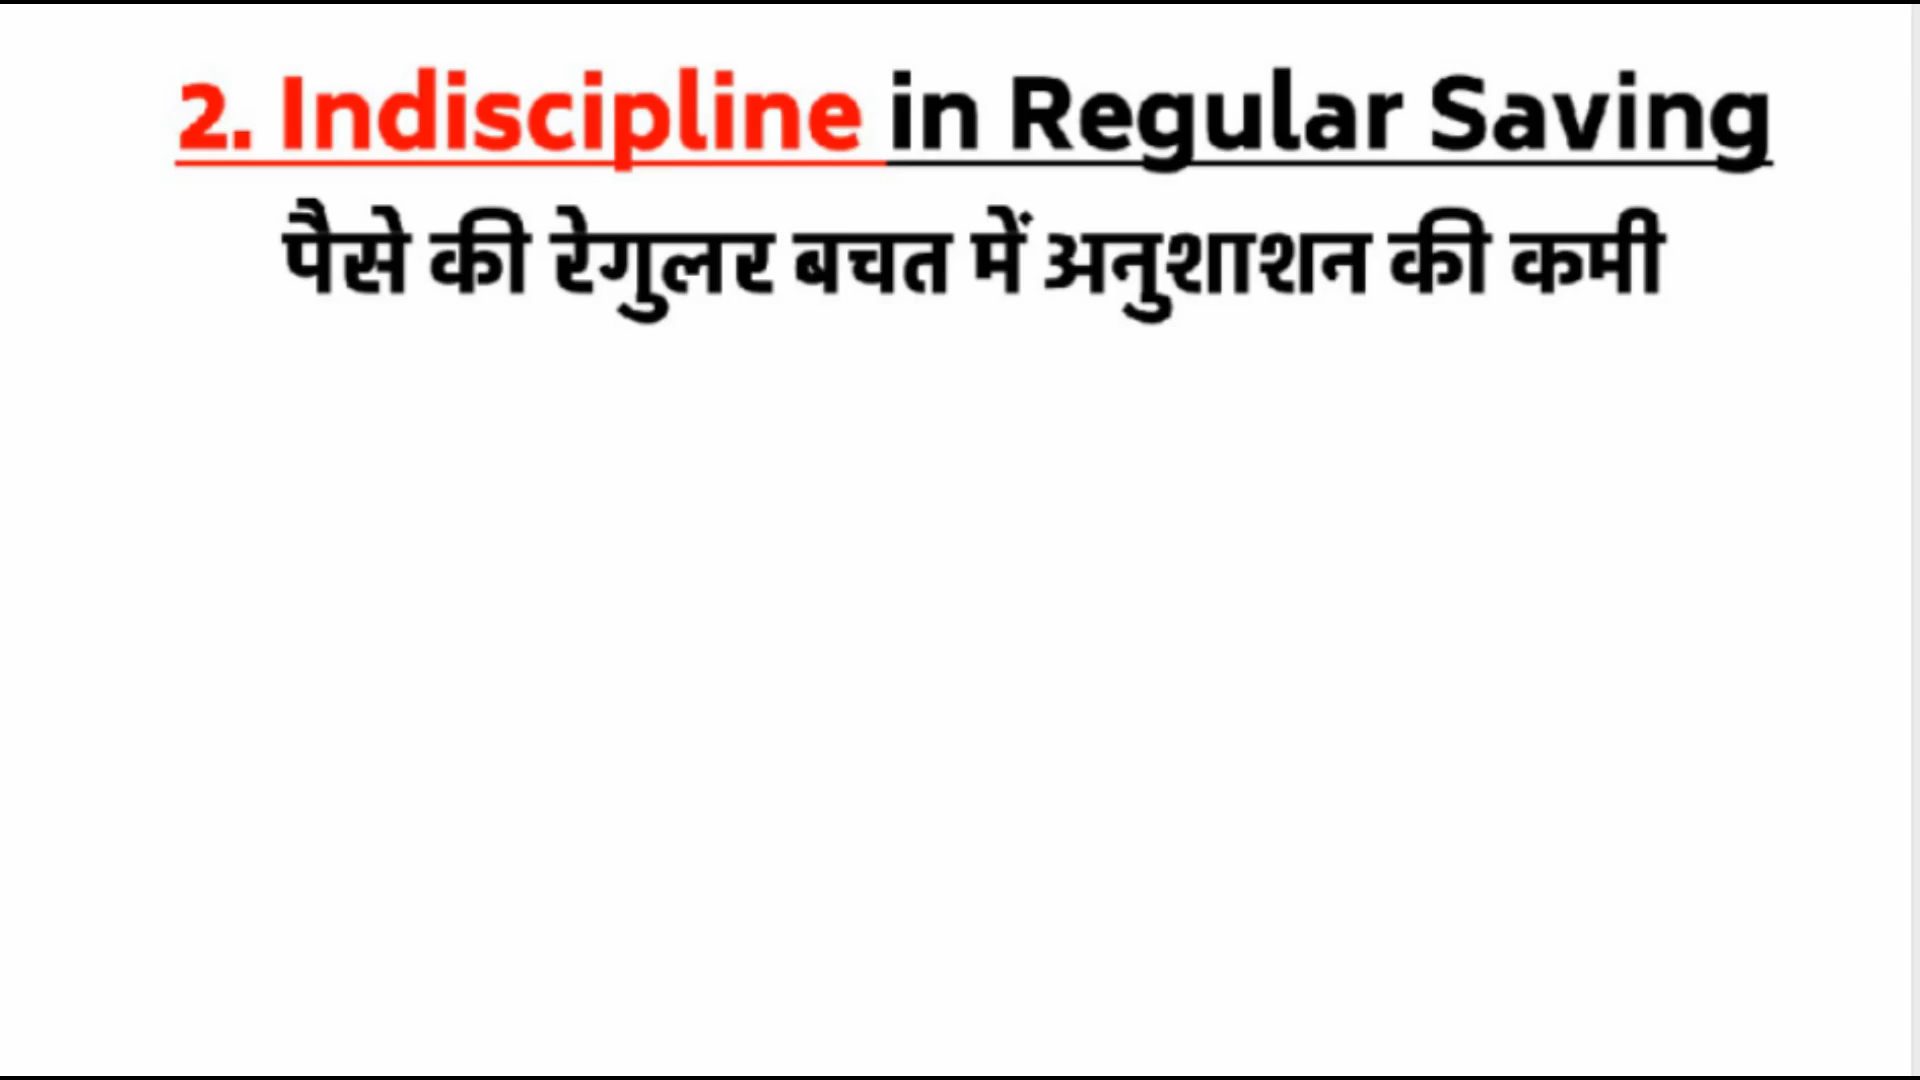 2. Indiscipline in Regular Saving
पैसे की रेगुलर बचत में अनुशाशन की कमी